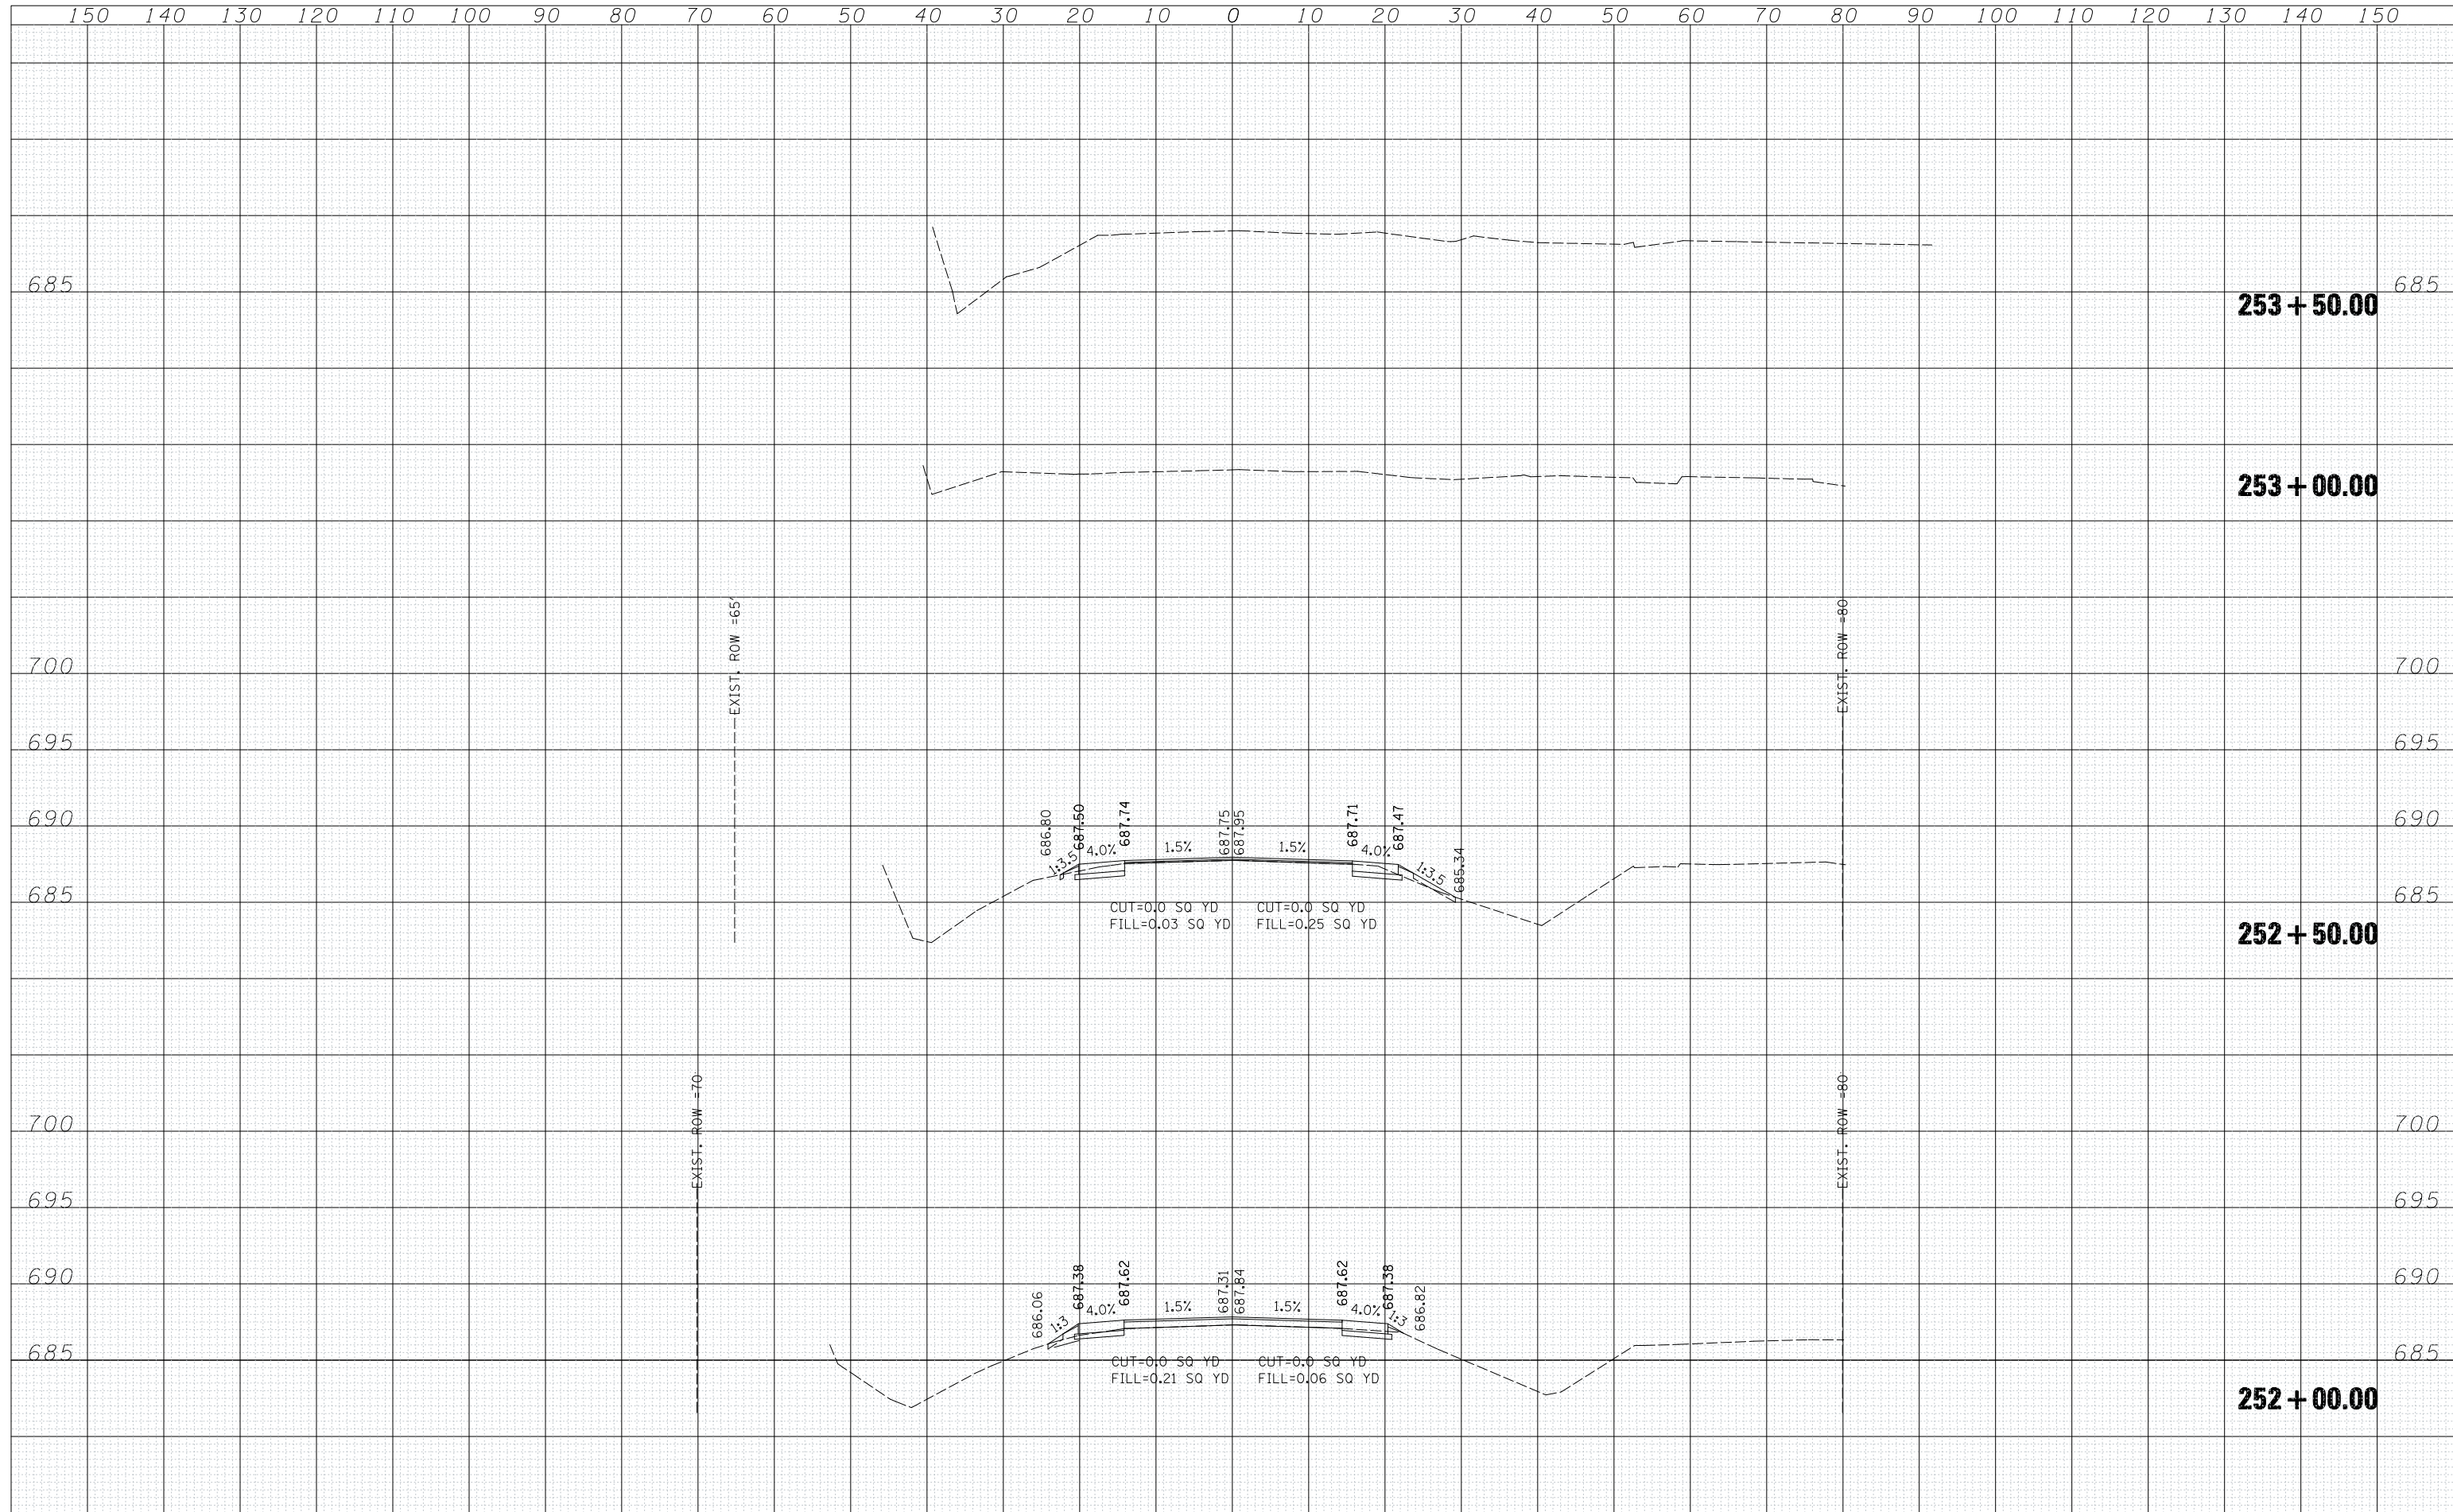 150 140 130 120 110 100 90 80 70 60 50 40 30 20 10 0 10 20 30 40 50 60 70 80 90 100 110 120 130 140 150
685 685
253 + 50.00
253 + 00.00
EXIST. ROW =65'
EXIST. ROW =80
700 700
695 695
690 690
686.80
687.50
687.74
687.75
687.95
687.71
687.47
685.34
1:3.5 4.0% 1.5% 1.5% 4.0% 1:3.5
685 685
CUT=0.0 SQ YD CUT=0.0 SQ YD
FILL=0.03 SQ YD FILL=0.25 SQ YD
252 + 50.00
EXIST. ROW =70
EXIST. ROW =80
700 700
695 695
690 690
686.06
687.38
687.62
687.31
687.84
687.62
687.38
686.82
1:3 4.0% 1.5% 1.5% 4.0% 1:3
685 685
CUT=0.0 SQ YD CUT=0.0 SQ YD
FILL=0.21 SQ YD FILL=0.06 SQ YD
252 + 00.00